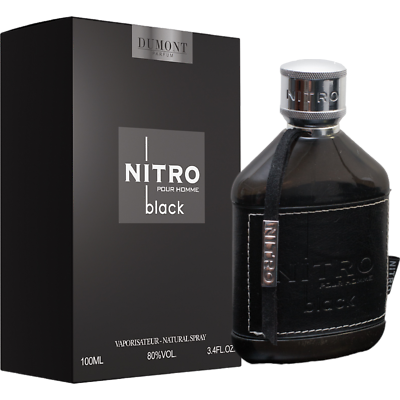 DUMONT
PARFUM
NITRO
POUR HOMME
black
VAPORISATEUR - NATURAL SPRAY
100ML 80%VOL. 3.4FL.OZ.
NITRO
NITRO
NITRO
POUR HOMME
black